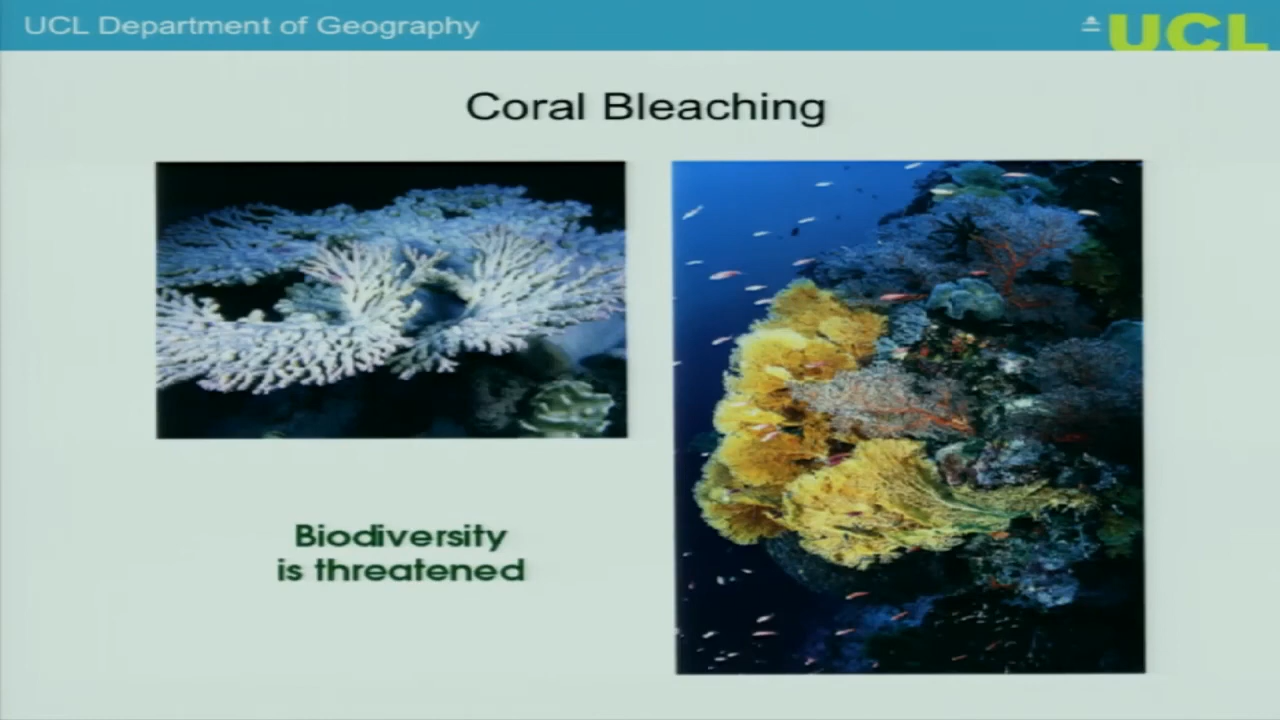 UCL Department of Geography
UCL
Coral Bleaching
Biodiversity
is threatened